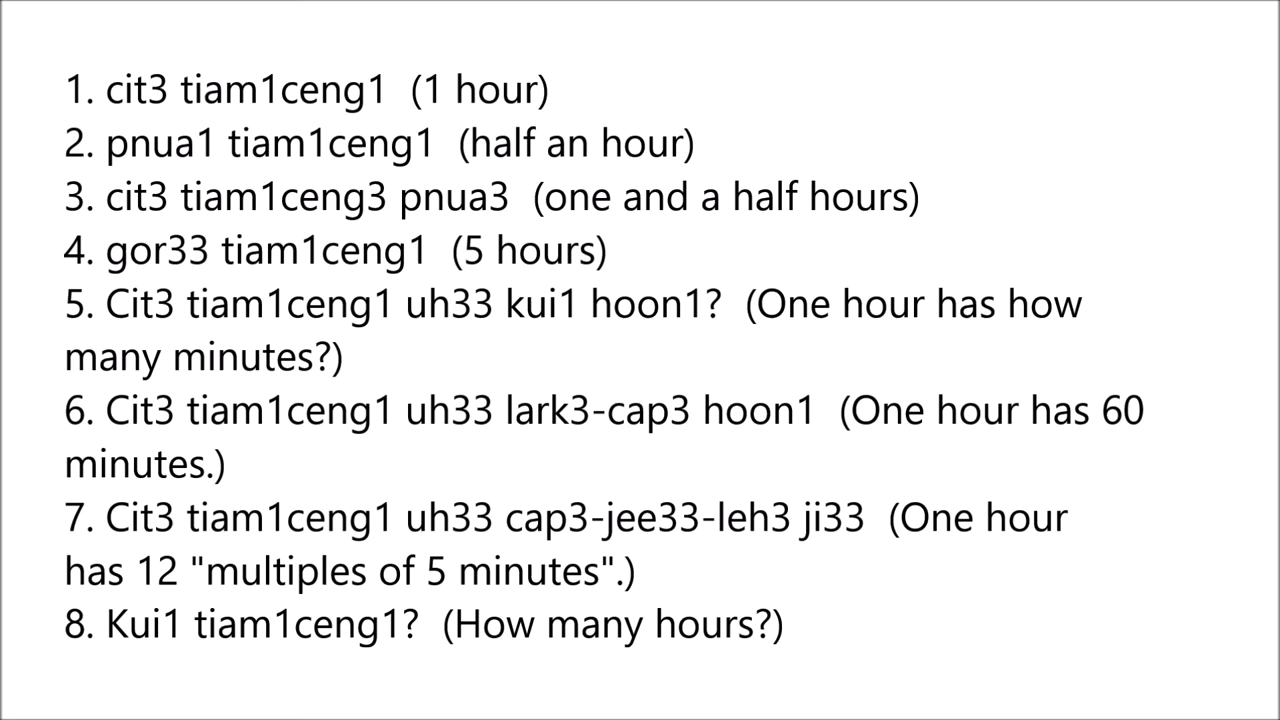 1. cit3 tiam1ceng1  (1 hour)
2. pnua1 tiam1ceng1  (half an hour)
3. cit3 tiam1ceng3 pnua3  (one and a half hours)
4. gor33 tiam1ceng1  (5 hours)
5. Cit3 tiam1ceng1 uh33 kui1 hoon1?  (One hour has how
many minutes?)
6. Cit3 tiam1ceng1 uh33 lark3-cap3 hoon1  (One hour has 60
minutes.)
7. Cit3 tiam1ceng1 uh33 cap3-jee33-leh3 ji33  (One hour
has 12 "multiples of 5 minutes".)
8. Kui1 tiam1ceng1?  (How many hours?)